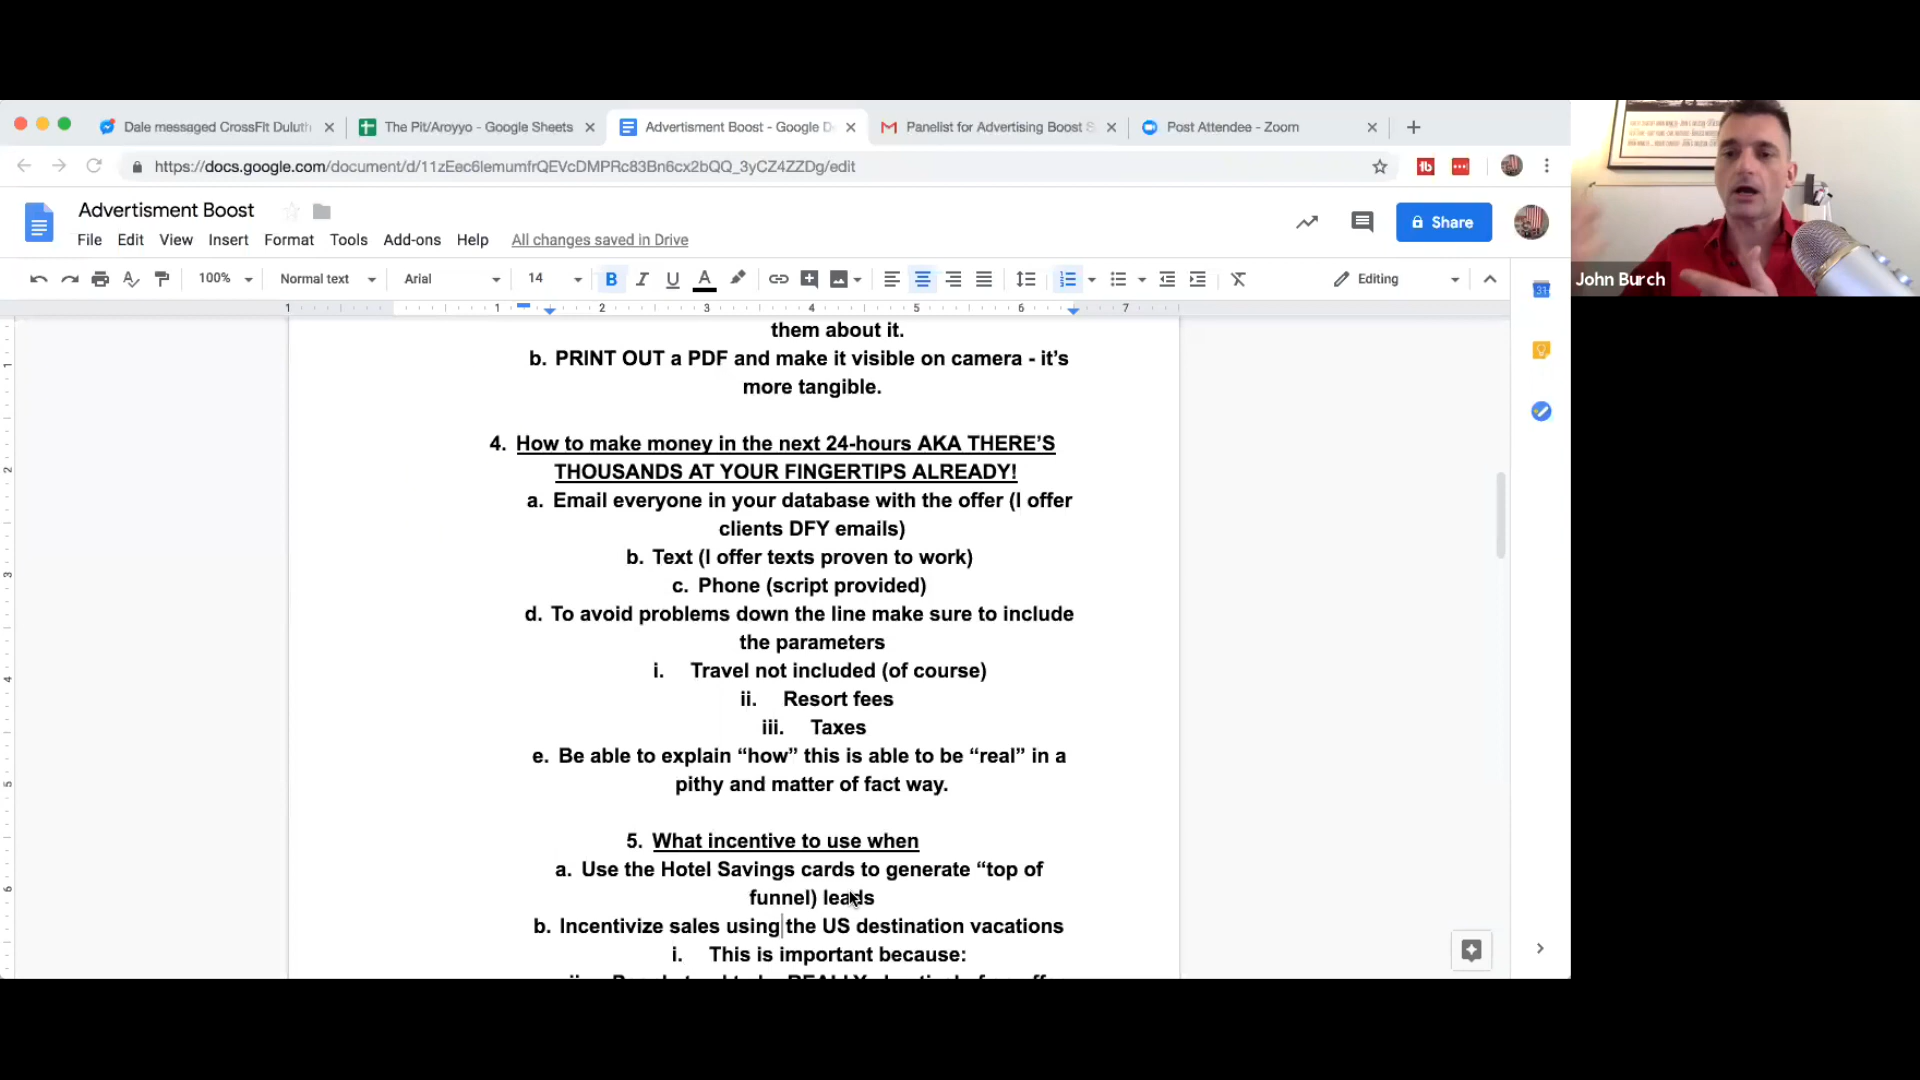 Dale messaged CrossFit Duluth
The Pit/Aroyyo - Google Sheets
Advertisment Boost - Google D
Panelist for Advertising Boost S
Post Attendee - Zoom
https://docs.google.com/document/d/11zEec6lemumfrQEVcDMPRc83Bn6cx2bQQ_3yCZ4ZZDg/edit
Advertisment Boost
File Edit View Insert Format Tools Add-ons Help All changes saved in Drive
Share
100% Normal text Arial 14 B I U A Editing
John Burch
1 1 2 3 4 5 6 7
them about it.
b. PRINT OUT a PDF and make it visible on camera - it’s
more tangible.
4. How to make money in the next 24-hours AKA THERE’S
THOUSANDS AT YOUR FINGERTIPS ALREADY!
a. Email everyone in your database with the offer (I offer
clients DFY emails)
b. Text (I offer texts proven to work)
c. Phone (script provided)
d. To avoid problems down the line make sure to include
the parameters
i. Travel not included (of course)
ii. Resort fees
iii. Taxes
e. Be able to explain “how” this is able to be “real” in a
pithy and matter of fact way.
5. What incentive to use when
a. Use the Hotel Savings cards to generate “top of
funnel) leads
b. Incentivize sales using the US destination vacations
i. This is important because: